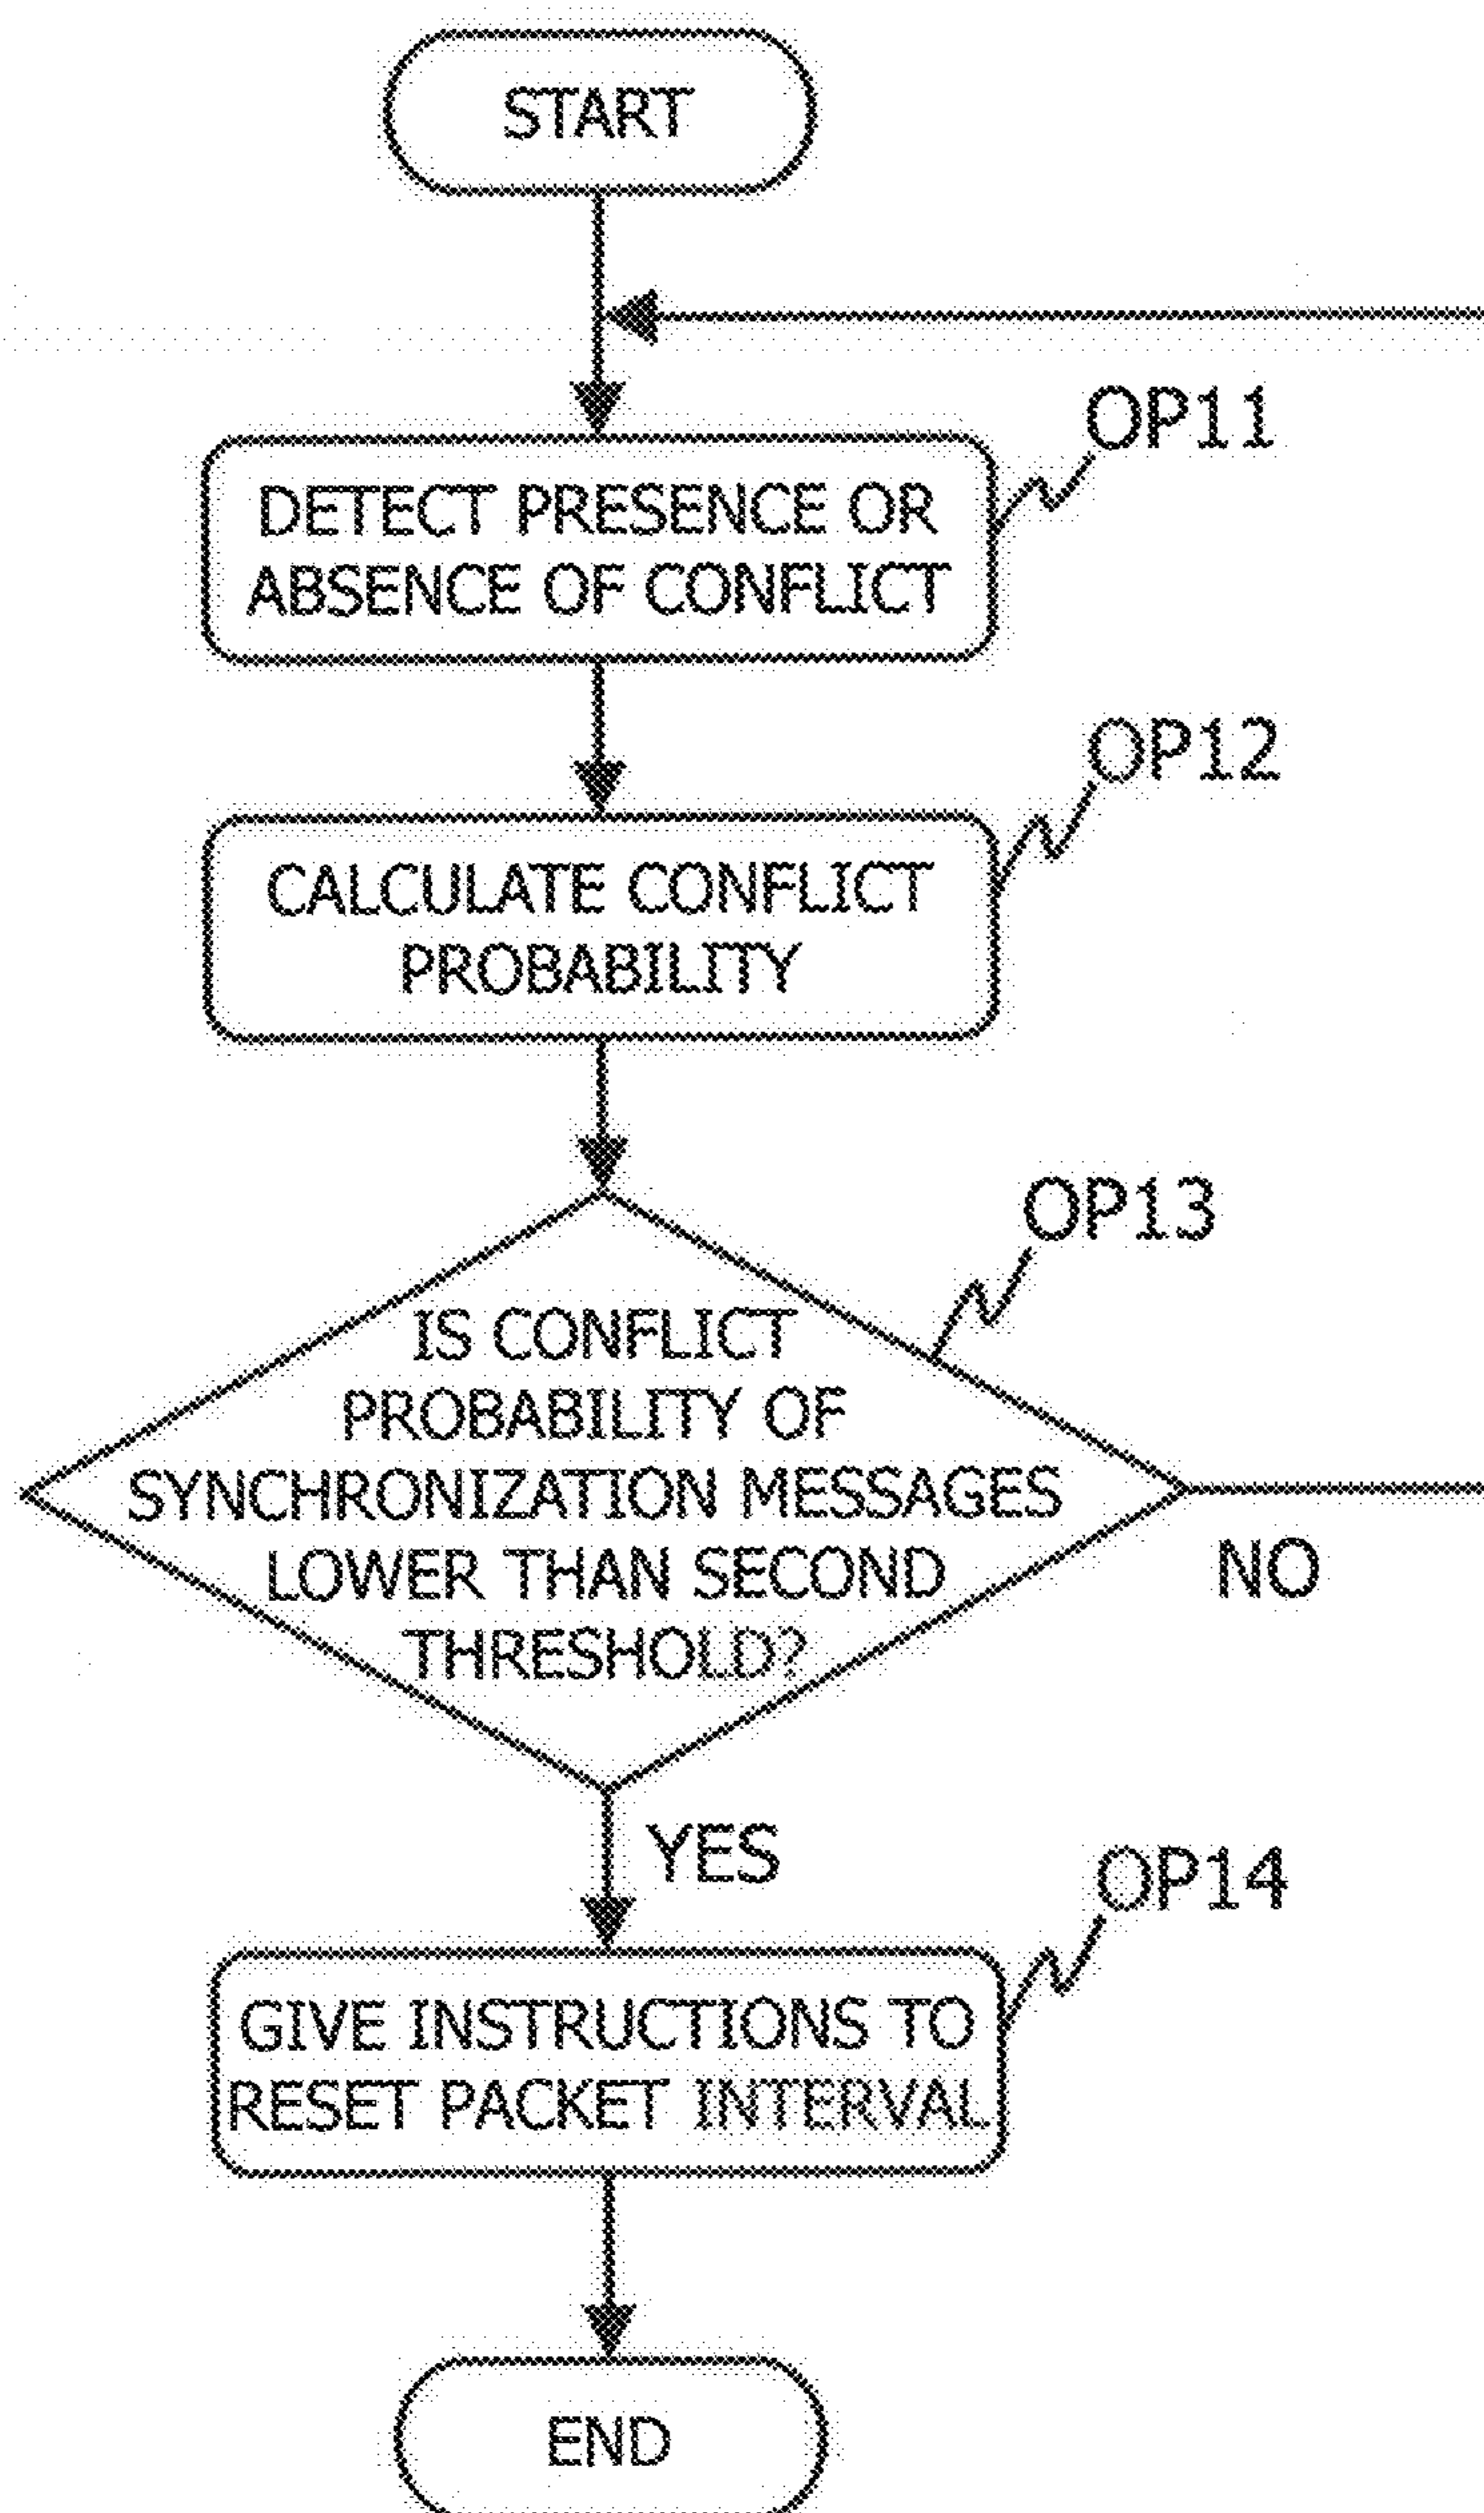 START
OP11
DETECT PRESENCE OR
ABSENCE OF CONFLICT
OP12
CALCULATE CONFLICT
PROBABILITY
OP13
IS CONFLICT
PROBABILITY OF
SYNCHRONIZATION MESSAGES
LOWER THAN SECOND
THRESHOLD?
NO
YES
OP14
GIVE INSTRUCTIONS TO
RESET PACKET INTERVAL
END